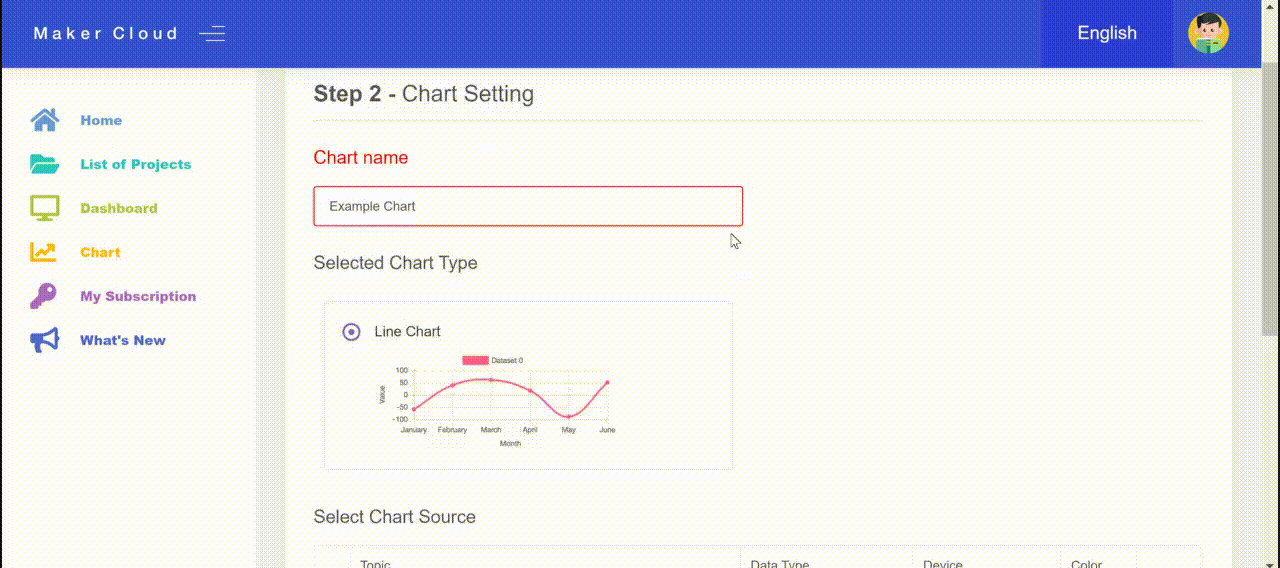 Maker Cloud
English
Home
List of Projects
Dashboard
Chart
My Subscription
What's New
Step 2 - Chart Setting
Chart name
Example Chart
Selected Chart Type
Line Chart
Dataset 0
100
50
0
-50
-100
Value
January February March April May June
Month
Select Chart Source
Topic Data Type Device Color